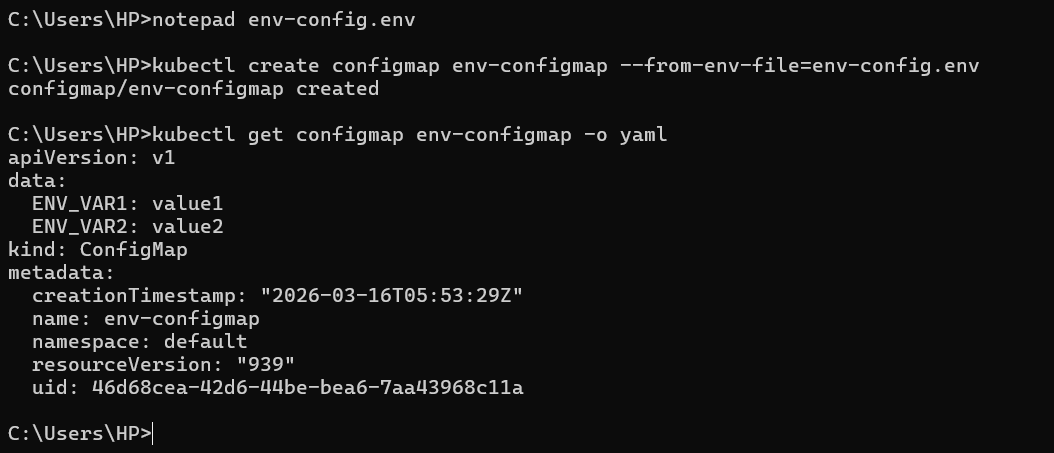 C:\Users\HP>notepad env-config.env
C:\Users\HP>kubectl create configmap env-configmap --from-env-file=env-config.env
configmap/env-configmap created
C:\Users\HP>kubectl get configmap env-configmap -o yaml
apiVersion: v1
data:
  ENV_VAR1: value1
  ENV_VAR2: value2
kind: ConfigMap
metadata:
  creationTimestamp: "2026-03-16T05:53:29Z"
  name: env-configmap
  namespace: default
  resourceVersion: "939"
  uid: 46d68cea-42d6-44be-bea6-7aa43968c11a
C:\Users\HP>